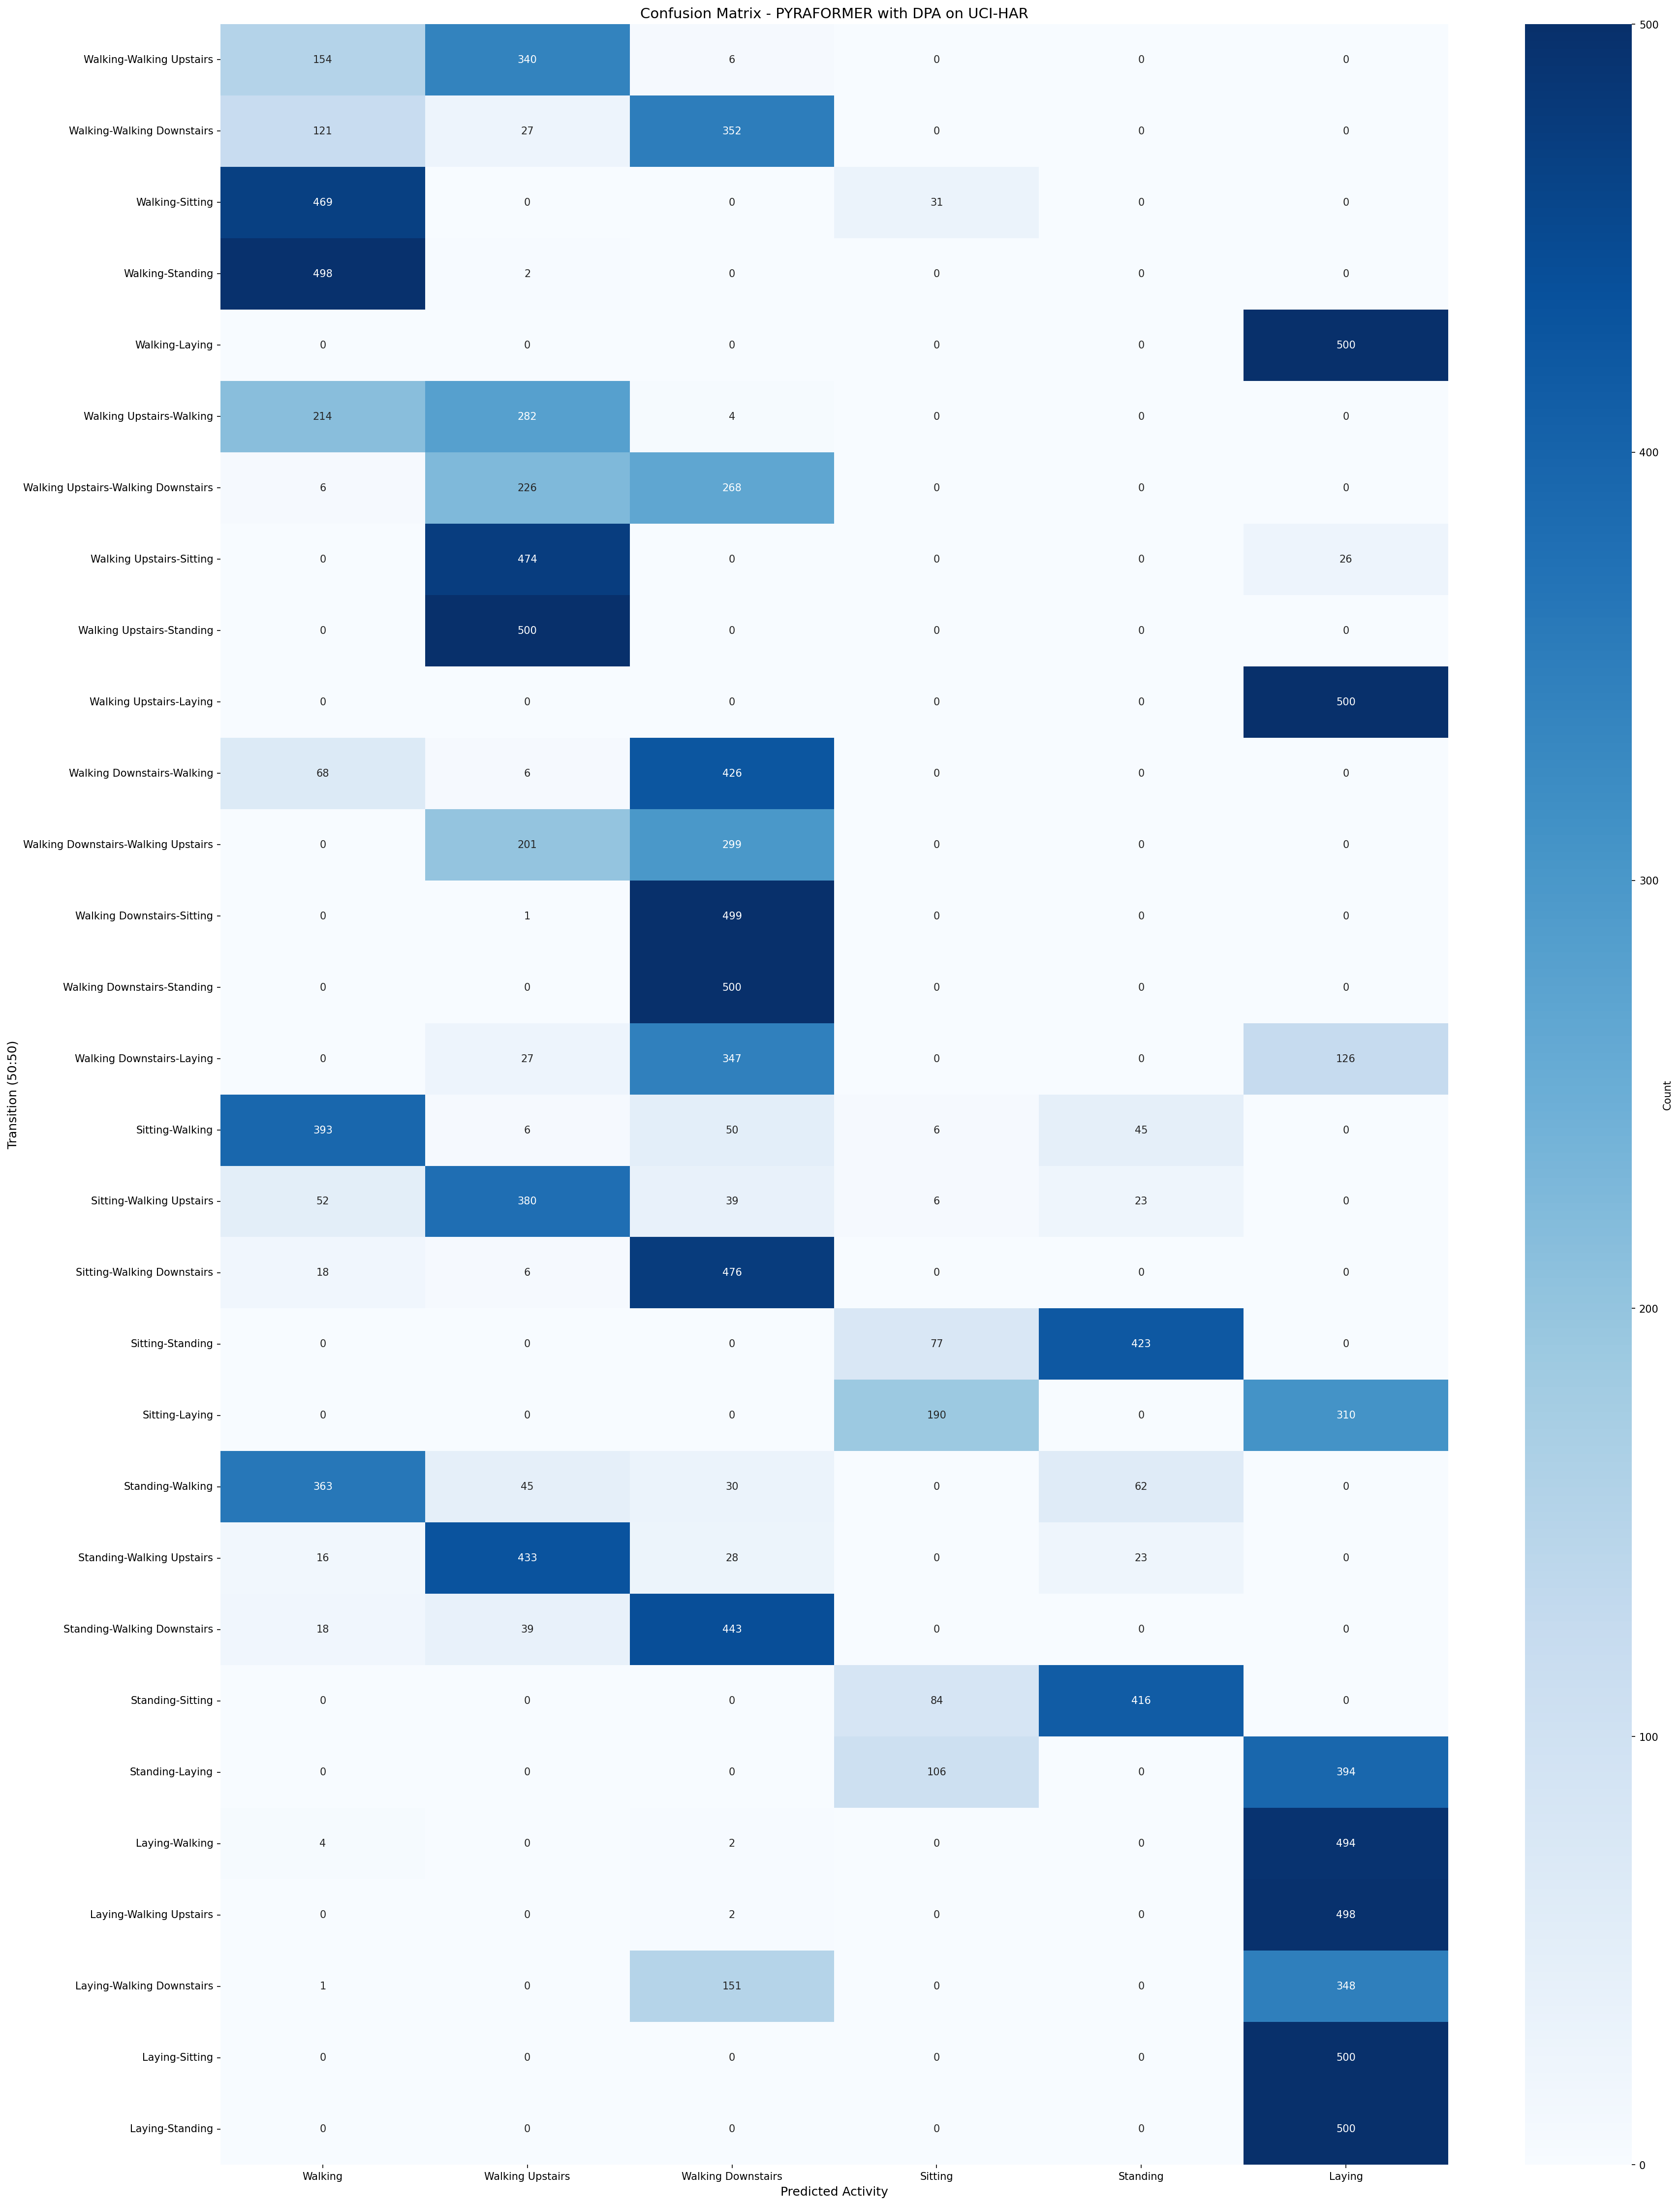 Confusion Matrix - PYRAFORMER with DPA on UCI-HAR
Transition (50:50)
Walking-Walking Upstairs 154 340 6 0 0 0
Walking-Walking Downstairs 121 27 352 0 0 0
Walking-Sitting 469 0 0 31 0 0
Walking-Standing 498 2 0 0 0 0
Walking-Laying 0 0 0 0 0 500
Walking Upstairs-Walking 214 282 4 0 0 0
Walking Upstairs-Walking Downstairs 6 226 268 0 0 0
Walking Upstairs-Sitting 0 474 0 0 0 26
Walking Upstairs-Standing 0 500 0 0 0 0
Walking Upstairs-Laying 0 0 0 0 0 500
Walking Downstairs-Walking 68 6 426 0 0 0
Walking Downstairs-Walking Upstairs 0 201 299 0 0 0
Walking Downstairs-Sitting 0 1 499 0 0 0
Walking Downstairs-Standing 0 0 500 0 0 0
Walking Downstairs-Laying 0 27 347 0 0 126
Sitting-Walking 393 6 50 6 45 0
Sitting-Walking Upstairs 52 380 39 6 23 0
Sitting-Walking Downstairs 18 6 476 0 0 0
Sitting-Standing 0 0 0 77 423 0
Sitting-Laying 0 0 0 190 0 310
Standing-Walking 363 45 30 0 62 0
Standing-Walking Upstairs 16 433 28 0 23 0
Standing-Walking Downstairs 18 39 443 0 0 0
Standing-Sitting 0 0 0 84 416 0
Standing-Laying 0 0 0 106 0 394
Laying-Walking 4 0 2 0 0 494
Laying-Walking Upstairs 0 0 2 0 0 498
Laying-Walking Downstairs 1 0 151 0 0 348
Laying-Sitting 0 0 0 0 0 500
Laying-Standing 0 0 0 0 0 500
Walking Walking Upstairs Walking Downstairs Sitting Standing Laying
Predicted Activity
500
400
300
200
100
0
Count